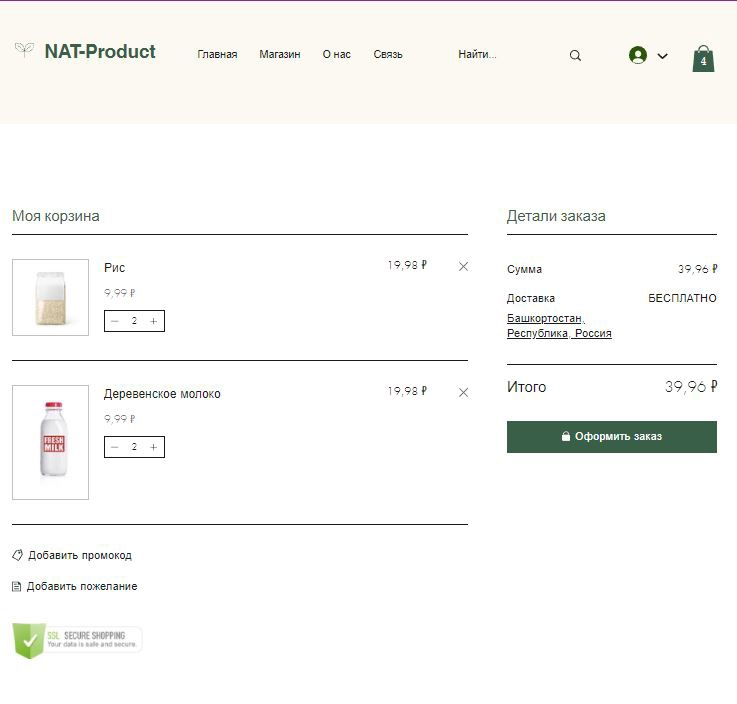 NAT-Product
Главная Магазин О нас Связь Найти... 4
Моя корзина
Рис 19,98 ₽
9,99 ₽
2
Деревенское молоко 19,98 ₽
9,99 ₽
2
FRESH
MILK
Добавить промокод
Добавить пожелание
SSL SECURE SHOPPING
Your data is safe and secure.
Детали заказа
Сумма 39,96 ₽
Доставка БЕСПЛАТНО
Башкортостан,
Республика, Россия
Итого 39,96 ₽
Оформить заказ